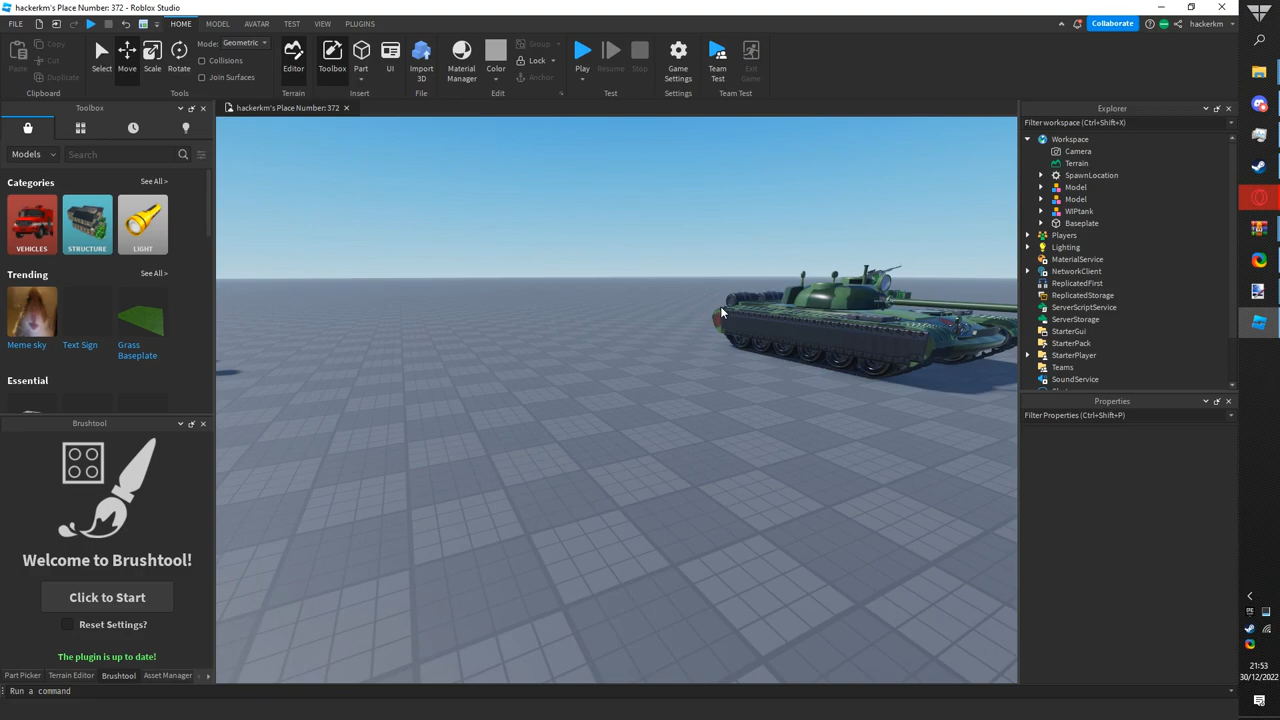 hackerkm's Place Number: 372 - Roblox Studio
FILE HOME MODEL AVATAR TEST VIEW PLUGINS Collaborate hackerkm
Paste Copy Cut Duplicate Clipboard
Select Move Scale Rotate Mode: Geometric Collisions Join Surfaces Tools
Editor Terrain
Toolbox Part UI Insert
Import 3D File
Material Manager Color Group Lock Anchor Edit
Play Resume Stop Test
Game Settings Settings
Team Test Exit Game Team Test
Toolbox
Models Search
Categories See All >
VEHICLES STRUCTURE LIGHT
Trending See All >
Meme sky Text Sign Grass Baseplate
Essential See All >
Brushtool
Welcome to Brushtool!
Click to Start
Reset Settings?
The plugin is up to date!
Part Picker Terrain Editor Brushtool Asset Manager
Run a command
hackerkm's Place Number: 372
Explorer
Filter workspace (Ctrl+Shift+X)
Workspace
Camera
Terrain
SpawnLocation
Model
Model
WIPtank
Baseplate
Players
Lighting
MaterialService
NetworkClient
ReplicatedFirst
ReplicatedStorage
ServerScriptService
ServerStorage
StarterGui
StarterPack
StarterPlayer
Teams
SoundService
Properties
Filter Properties (Ctrl+Shift+P)
21:53
30/12/2022